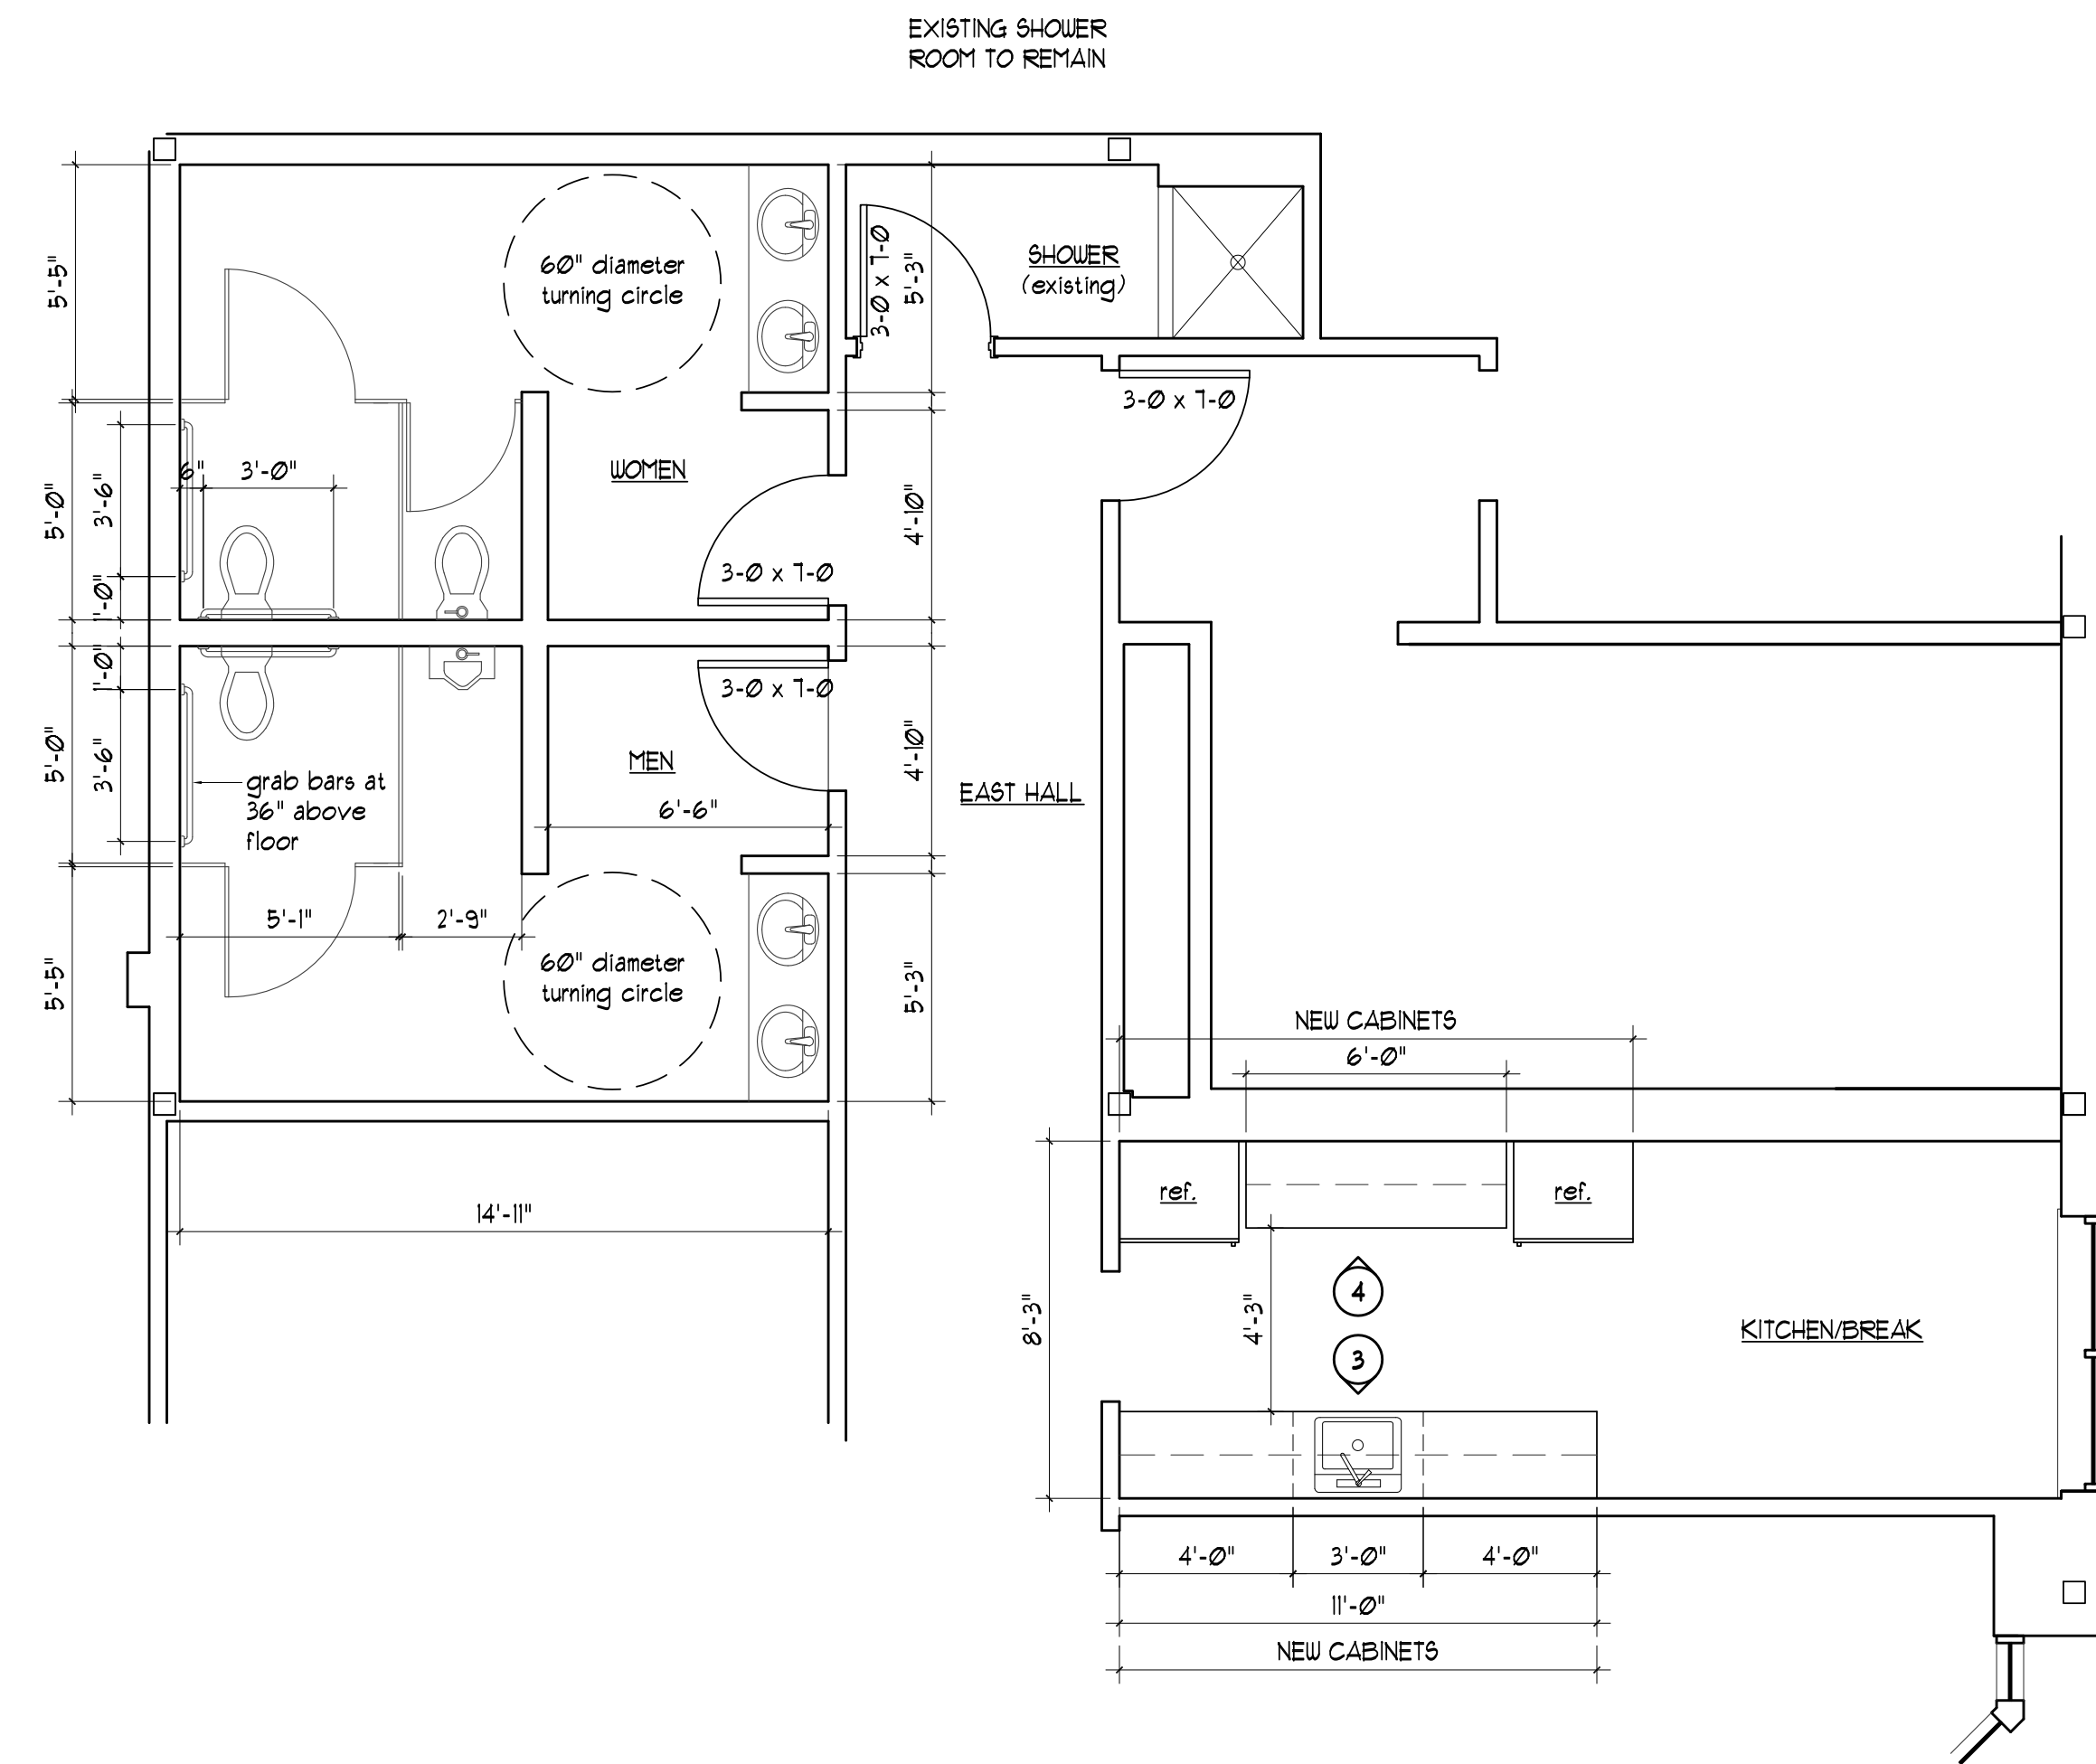 EXISTING SHOWER
ROOM TO REMAIN
5'-5"
60" diameter
turning circle
3-0 x 7-0
5'-3"
SHOWER
(existing)
3-0 x 7-0
6"
3'-0"
WOMEN
5'-0"
3'-6"
1'-0"
4'-10"
3-0 x 7-0
1'-0"
3-0 x 7-0
5'-0"
3'-6"
MEN
4'-10"
EAST HALL
grab bars at
36" above
floor
6'-6"
5'-1"
2'-9"
5'-5"
60" diameter
turning circle
5'-3"
NEW CABINETS
6'-0"
ref.
ref.
14'-11"
8'-3"
4'-3"
4
3
KITCHEN/BREAK
4'-0"
3'-0"
4'-0"
11'-0"
NEW CABINETS